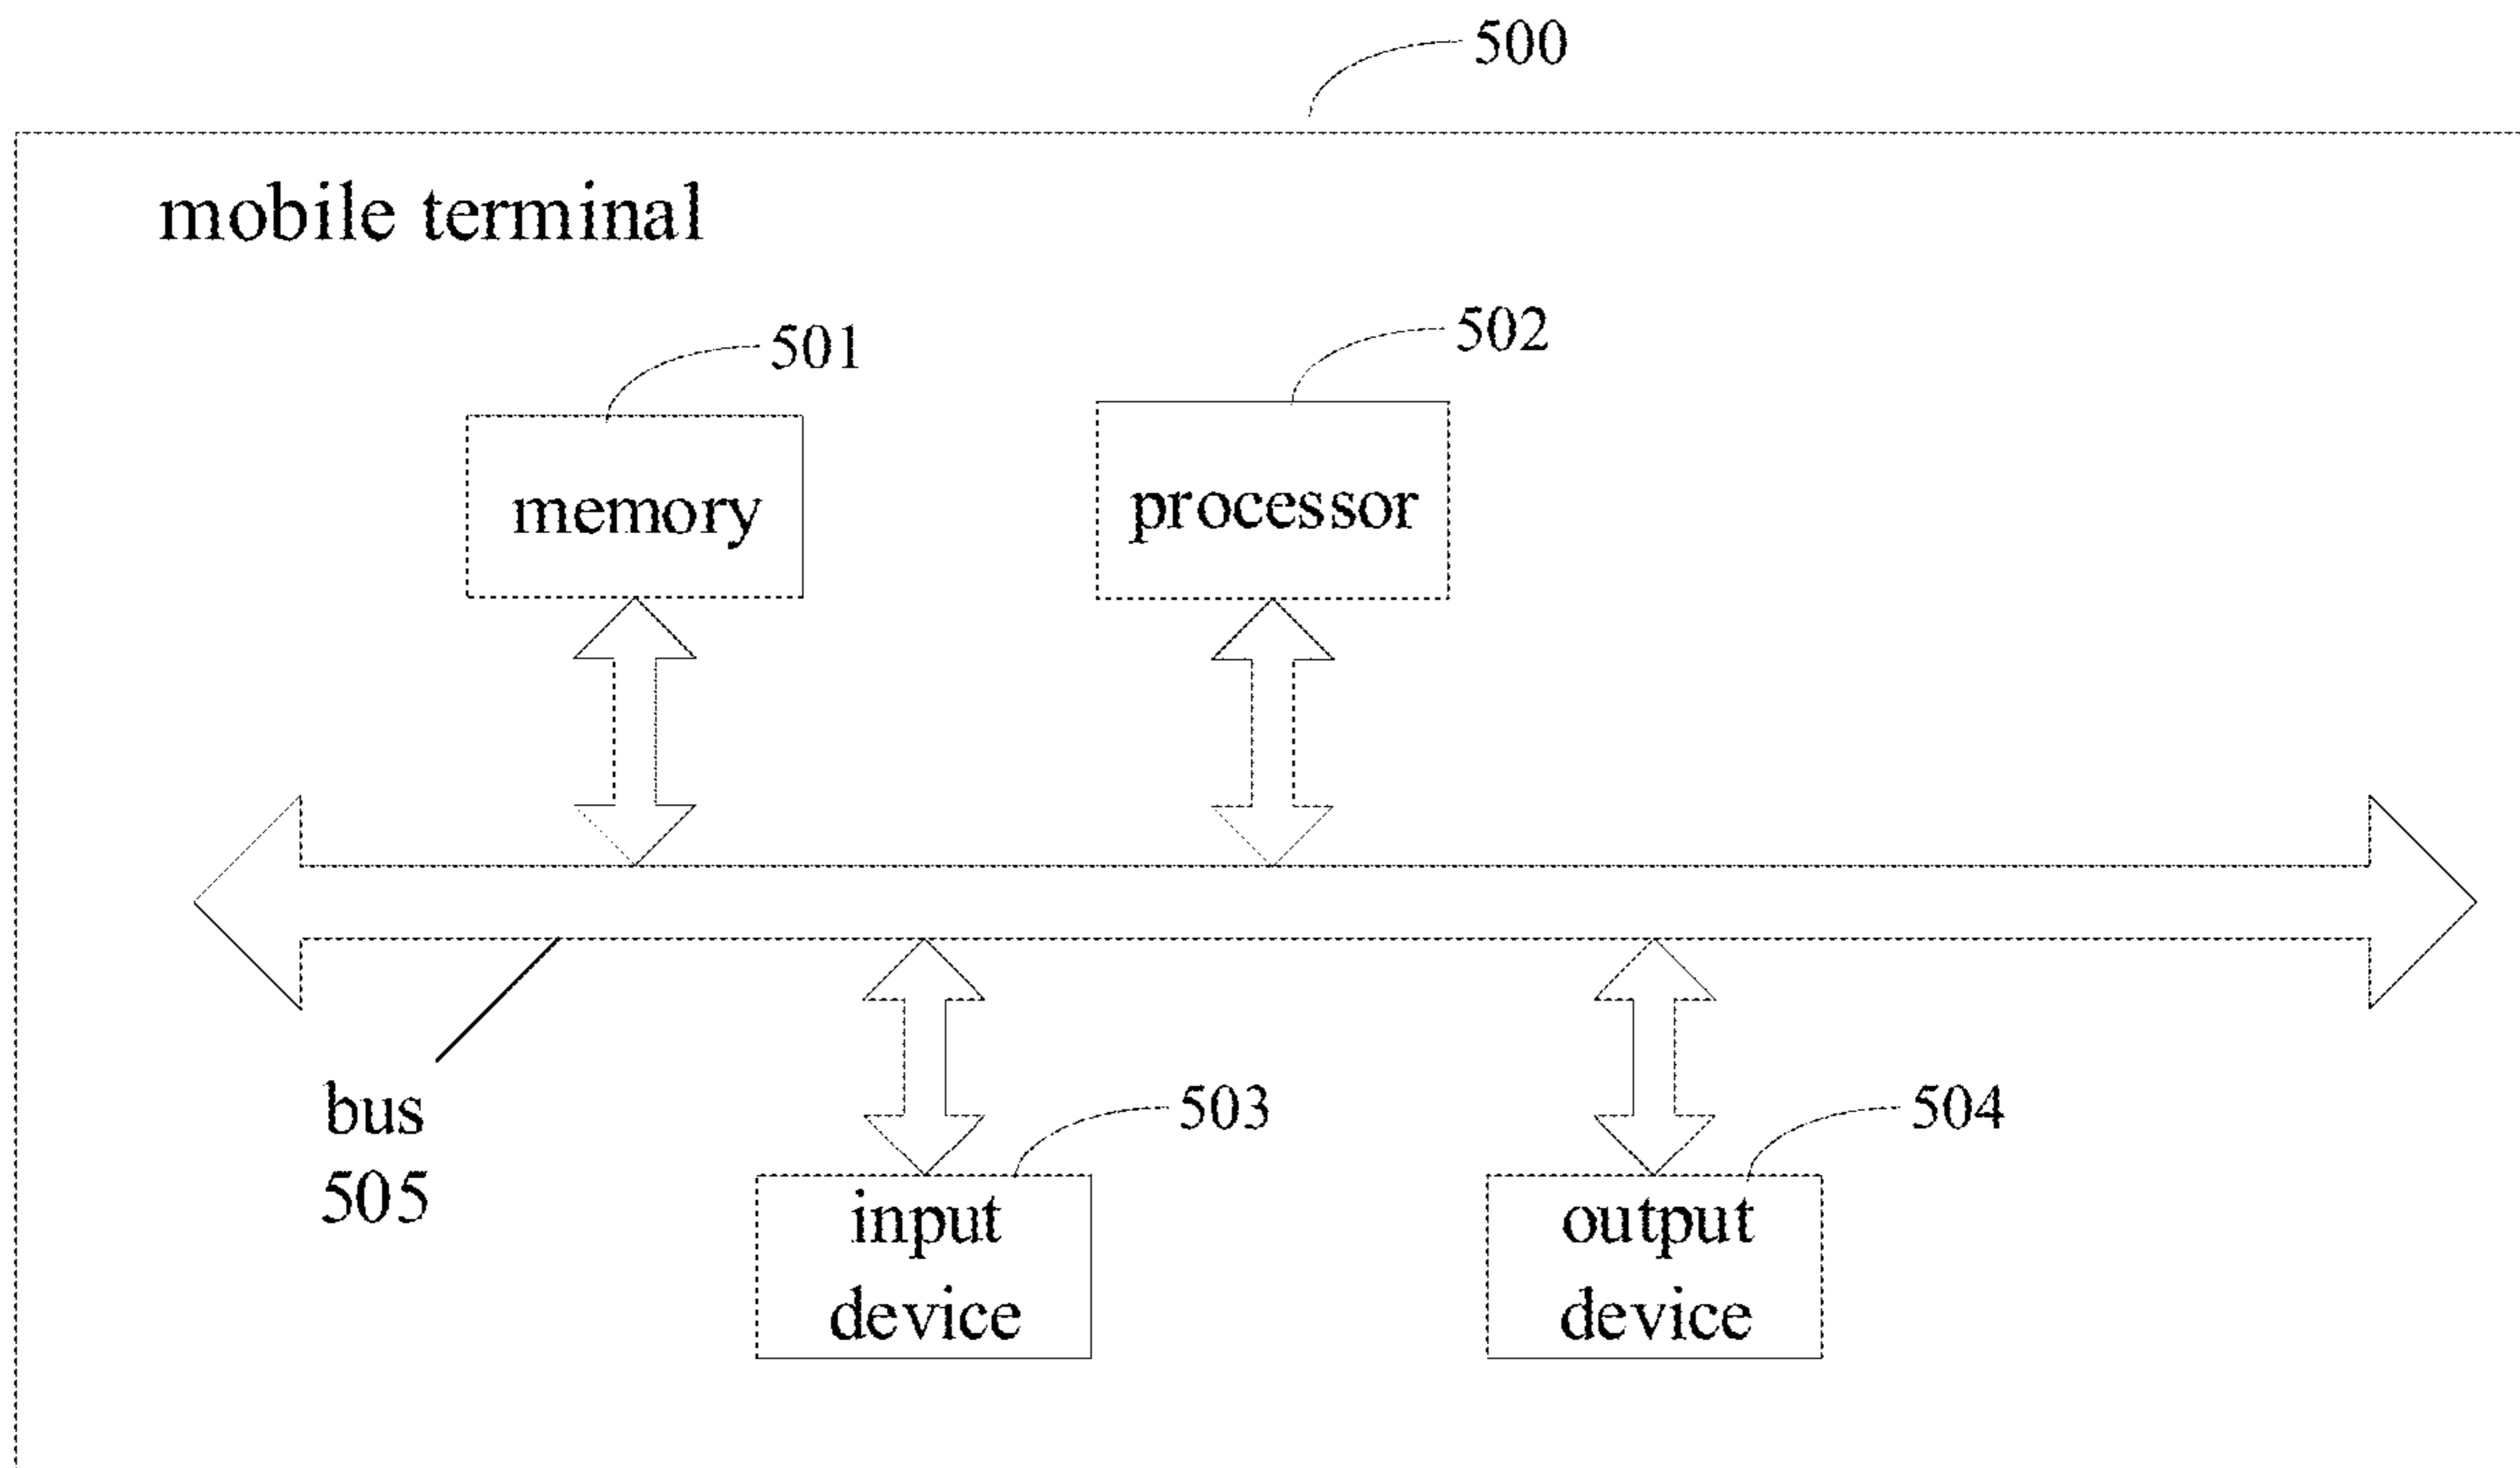 500
mobile terminal
501
502
memory
processor
bus
505
503
504
input
device
output
device